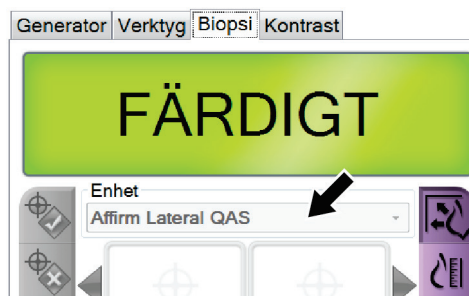 Generator Verktyg Biopsi Kontrast
FÄRDIGT
Enhet
Affirm Lateral QAS